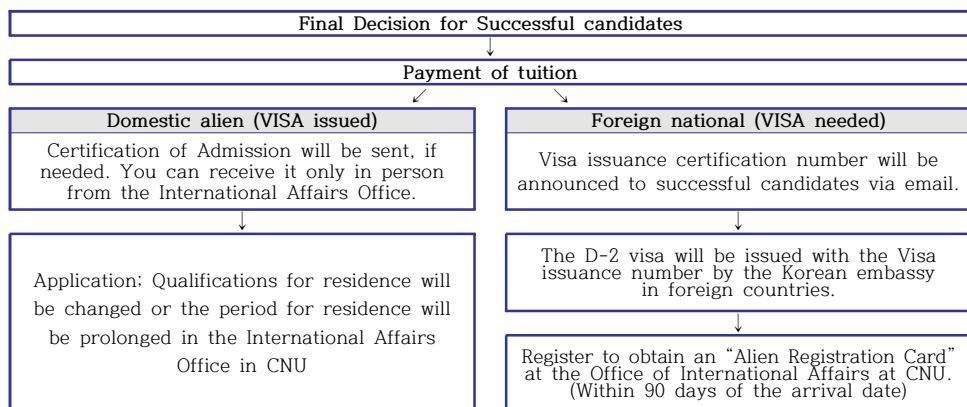 Final Decision for Successful candidates
Payment of tuition
Domestic alien (VISA issued)
Certification of Admission will be sent, if
needed. You can receive it only in person
from the International Affairs Office.
Application; Qualifications for residence will
be changed or the period for residence will
be prolonged in the International Affairs
Office in CNU
Foreign national (VISA needed)
Visa issuance certification number will be
announced to successful candidates via email.
The D-2 visa will be issued with the Visa
issuance number by the Korean embassy
in foreign countries.
Register to obtain an “Alien Registration Card”
at the Office of International Affairs at CNU.
(Within 90 days of the arrival date)